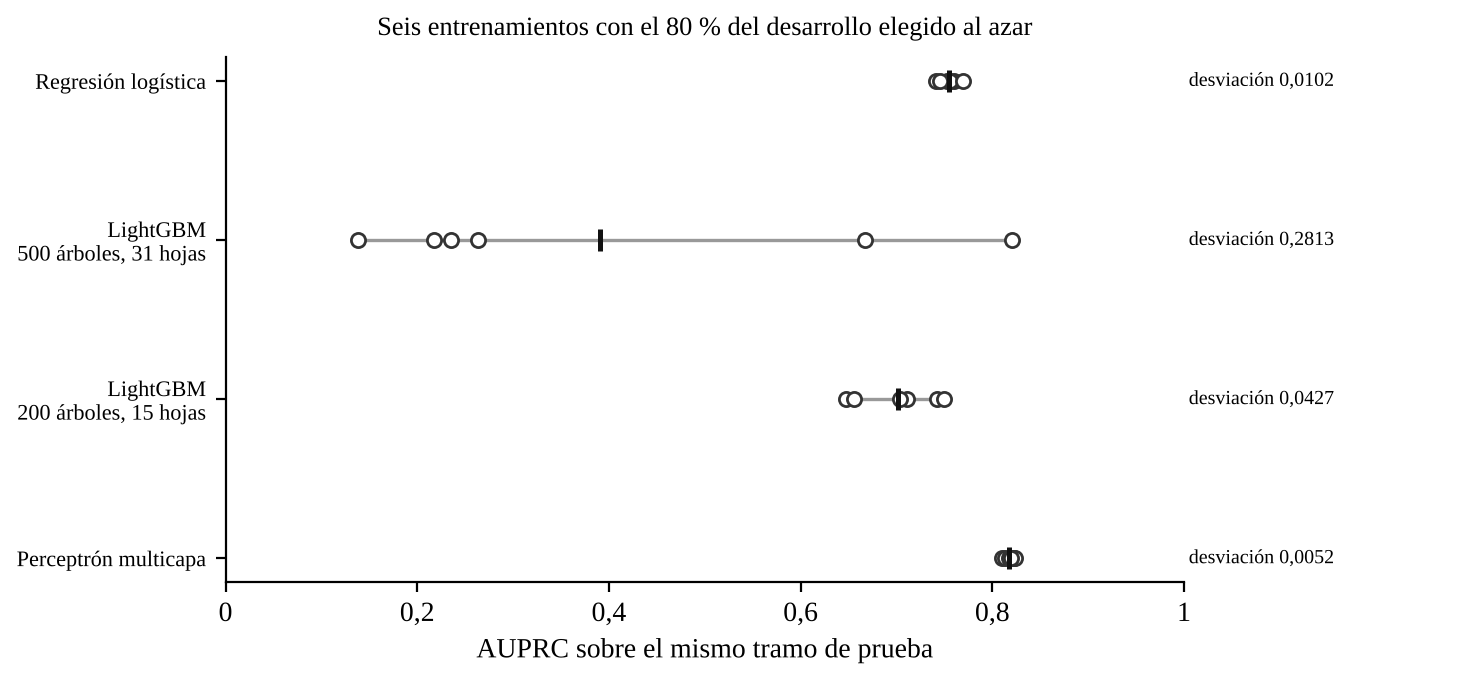 Seis entrenamientos con el 80 % del desarrollo elegido al azar
Regresión logística
desviación 0,0102
LightGBM
500 árboles, 31 hojas
desviación 0,2813
LightGBM
200 árboles, 15 hojas
desviación 0,0427
Perceptrón multicapa
desviación 0,0052
0
0,2
0,4
0,6
0,8
1
AUPRC sobre el mismo tramo de prueba